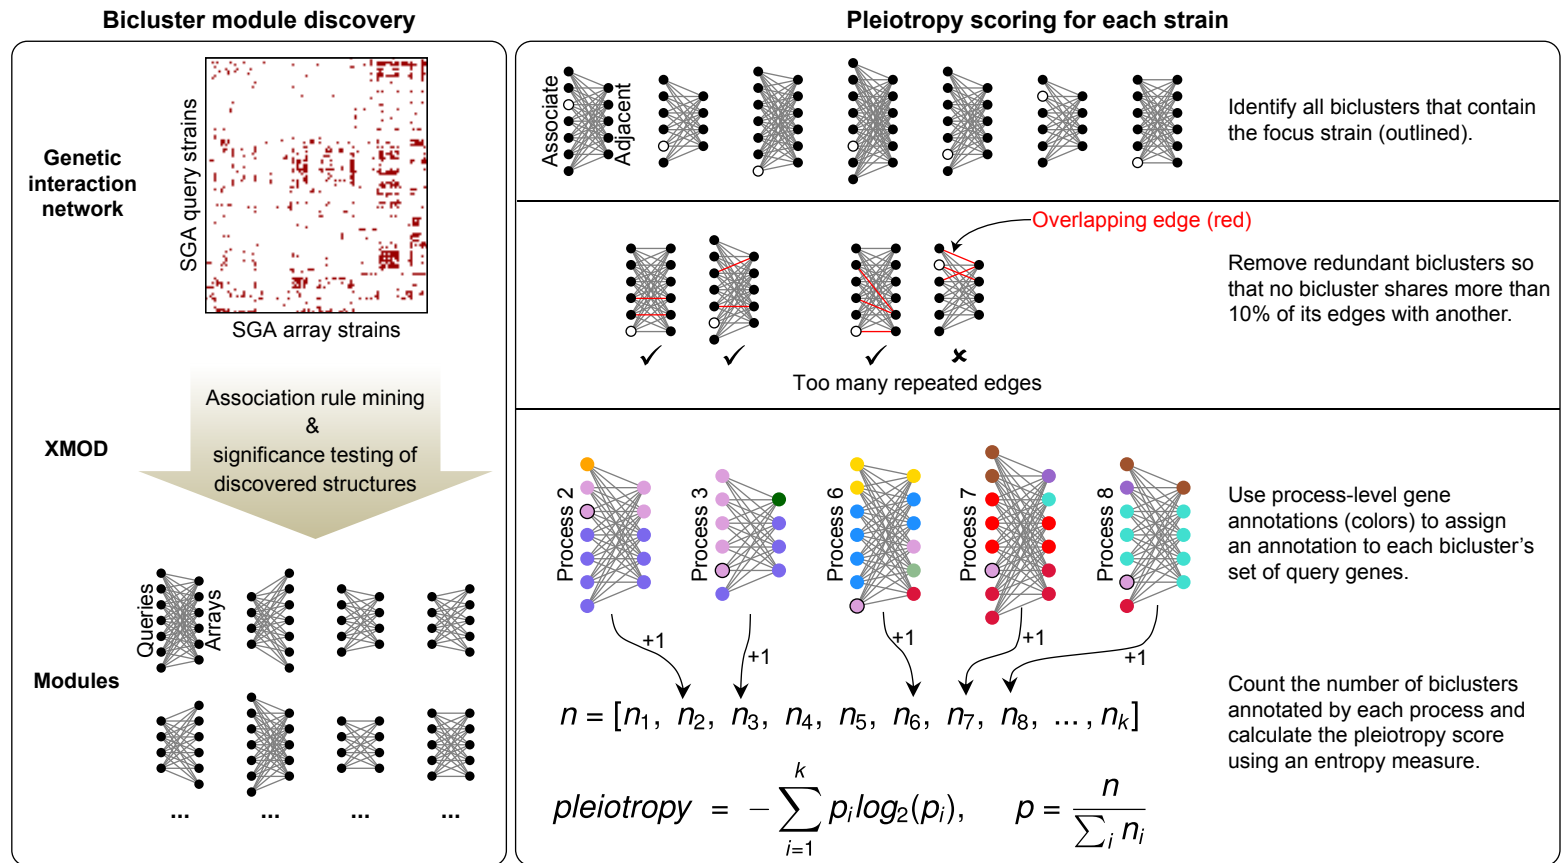 Bicluster module discovery
Genetic
interaction
network
SGA query strains
SGA array strains
XMOD
Association rule mining
&
significance testing of
discovered structures
Modules
Queries
Arrays
... ... ... ...
Pleiotropy scoring for each strain
Associate
Adjacent
Identify all biclusters that contain
the focus strain (outlined).
Overlapping edge (red)
✓ ✓ ✓ ✘
Too many repeated edges
Remove redundant biclusters so
that no bicluster shares more than
10% of its edges with another.
Process 2
Process 3
Process 6
Process 7
Process 8
Use process-level gene
annotations (colors) to assign
an annotation to each bicluster's
set of query genes.
+1 +1 +1 +1 +1
n = [n₁, n₂, n₃, n₄, n₅, n₆, n₇, n₈, ..., nₖ]
Count the number of biclusters
annotated by each process and
calculate the pleiotropy score
using an entropy measure.
pleiotropy = −∑ᵢ₌₁ᵏ pᵢlog₂(pᵢ), p = n / ∑ᵢ nᵢ